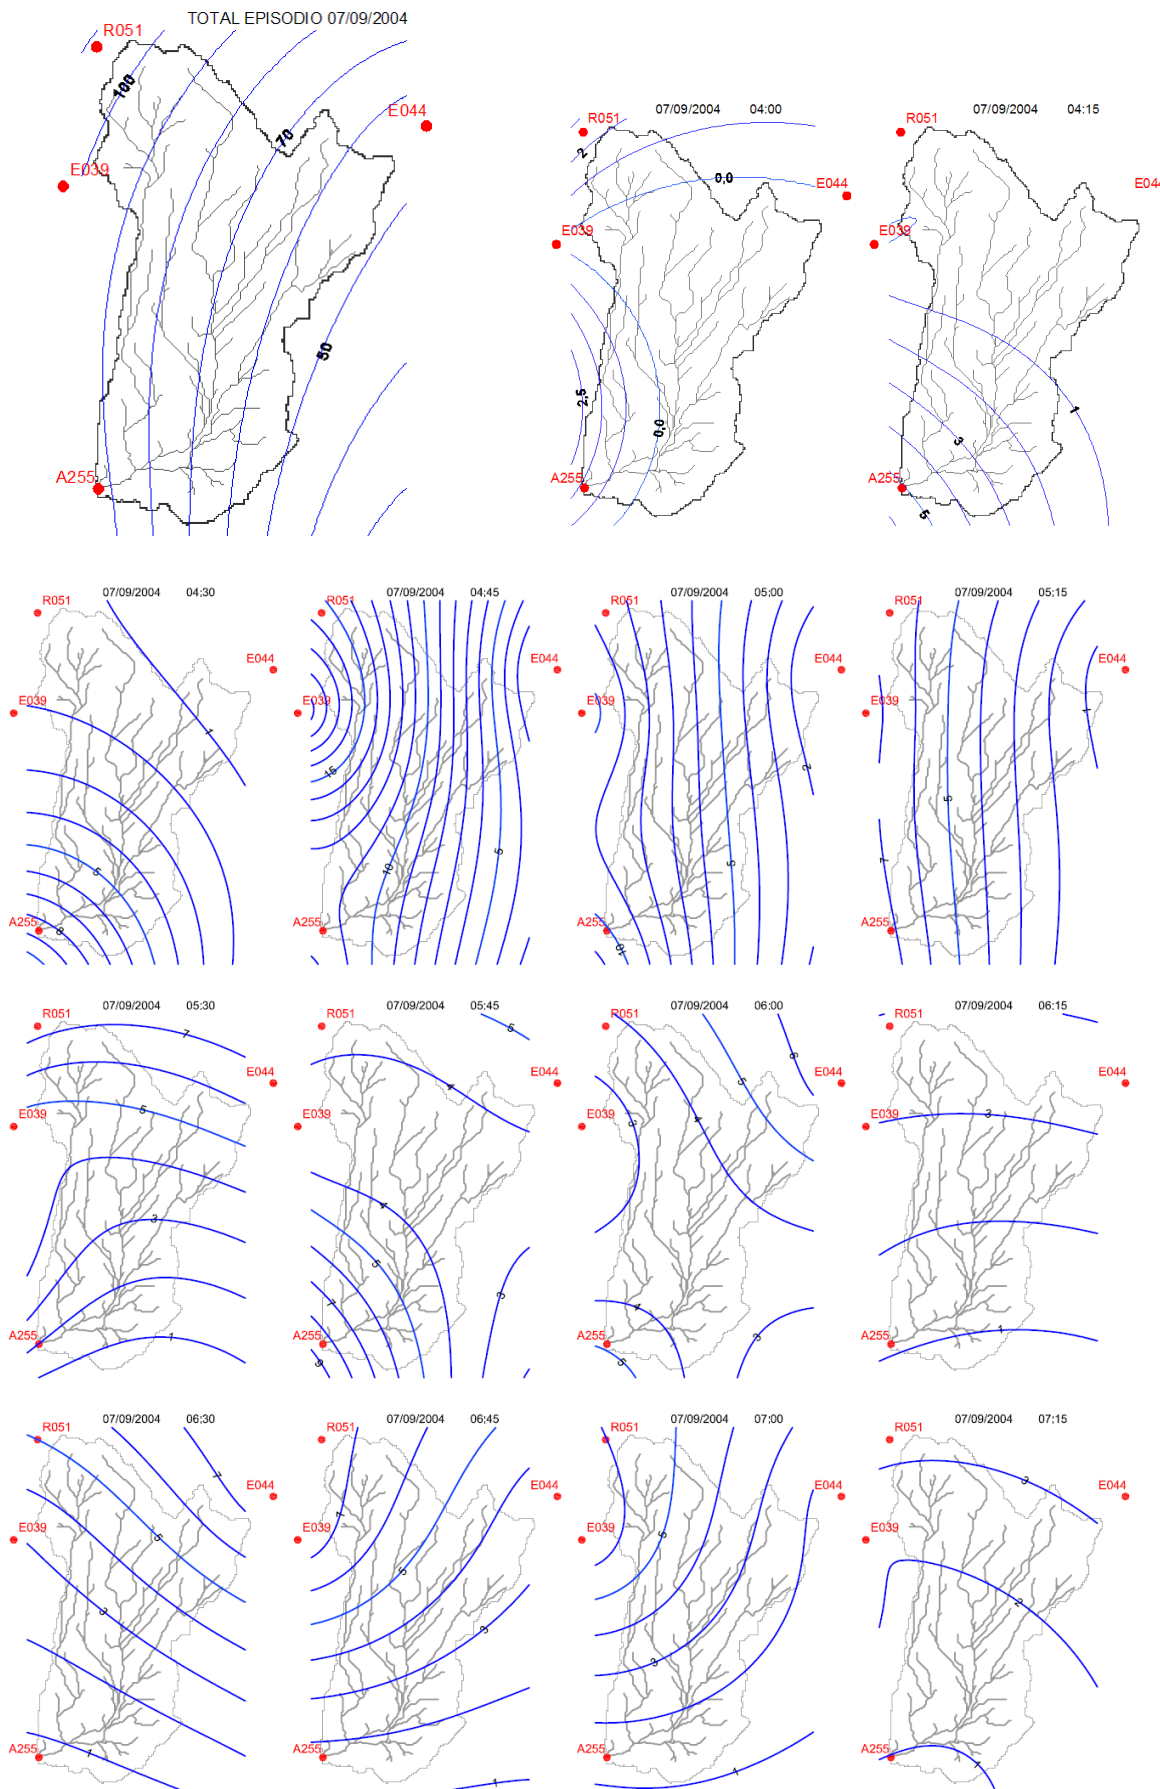 TOTAL EPISODIO 07/09/2004
R051
100
70
E044
E039
50
A255
07/09/2004 04:00
R051
2
0,0
E044
E039
2,5
0,0
A255
07/09/2004 04:15
R051
E044
E039
1
3
A255
5
07/09/2004 04:30
R051
E044
E039
1
5
A255
8
07/09/2004 04:45
R051
E044
E039
15
5
10
A255
07/09/2004 05:00
R051
E044
E039
2
5
A255
10
07/09/2004 05:15
R051
E044
E039
1
5
7
A255
07/09/2004 05:30
R051
7
E044
5
E039
3
A255
1
07/09/2004 05:45
R051
5
E044
4
E039
4
5
3
7
A255
9
07/09/2004 06:00
R051
6
E044
5
E039
3
4
4
3
A255
5
07/09/2004 06:15
R051
E044
E039
3
1
A255
07/09/2004 06:30
R051
7
E044
E039
5
3
A255
1
07/09/2004 06:45
R051
E044
7
E039
5
3
A255
1
07/09/2004 07:00
R051
E044
E039
5
3
A255
1
07/09/2004 07:15
R051
3
E044
E039
2
A255
1